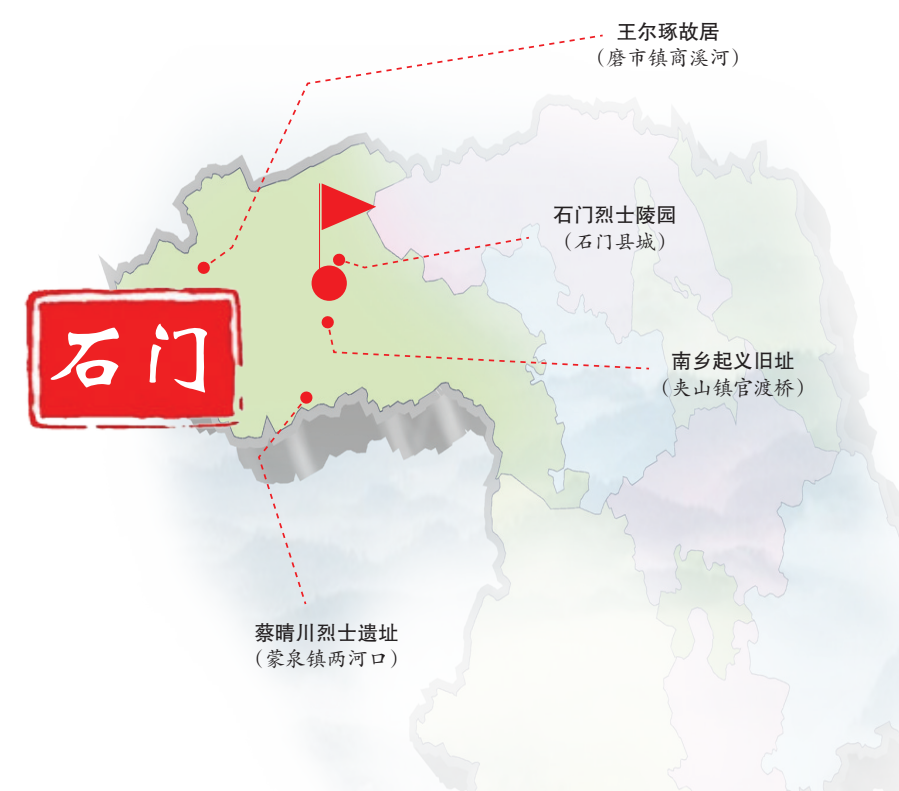 王尔琢故居
（磨市镇商溪河）
石门烈士陵园
（石门县城）
石门
南乡起义旧址
（夹山镇官渡桥）
蔡晴川烈士遗址
（蒙泉镇两河口）